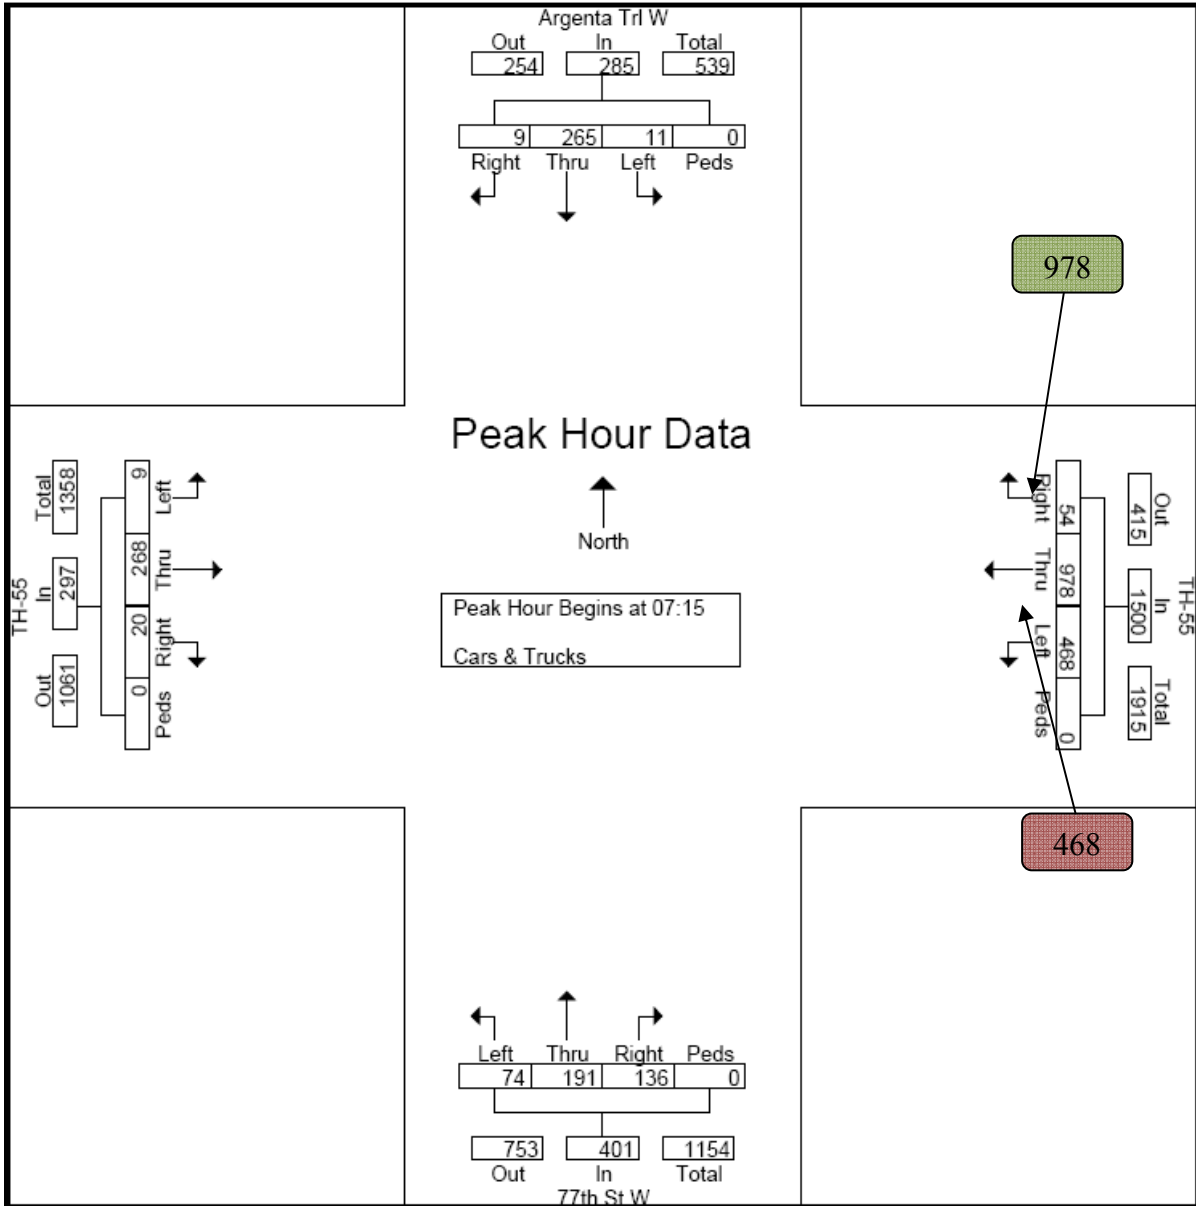 Argenta Trl W
Out In Total
254 285 539
9 265 11 0
Right Thru Left Peds
978
Peak Hour Data
North
Peak Hour Begins at 07:15
Cars & Trucks
TH-55
Total In Out
1358 297 1061
9 268 20 0
Left Thru Right Peds
Right Thru Left Peds
54 978 468 0
Out In Total
415 1500 1915
TH-55
468
Left Thru Right Peds
74 191 136 0
753 401 1154
Out In Total
77th St W